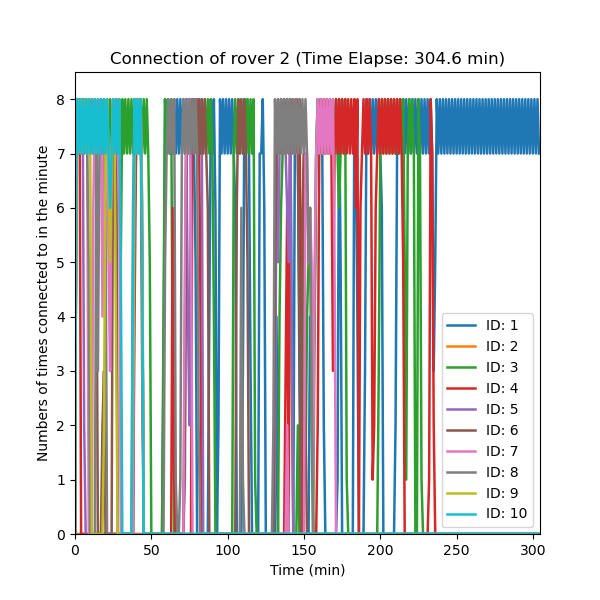 Connection of rover 2 (Time Elapse: 304.6 min)
Numbers of times connected to in the minute
8
7
6
5
4
3
2
1
0
ID: 1
ID: 2
ID: 3
ID: 4
ID: 5
ID: 6
ID: 7
ID: 8
ID: 9
ID: 10
0 50 100 150 200 250 300
Time (min)